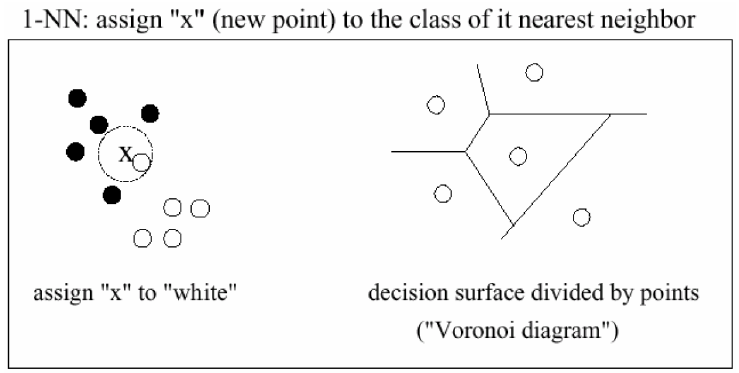 1-NN: assign "x" (new point) to the class of it nearest neighbor
x
assign "x" to "white"
decision surface divided by points
("Voronoi diagram")